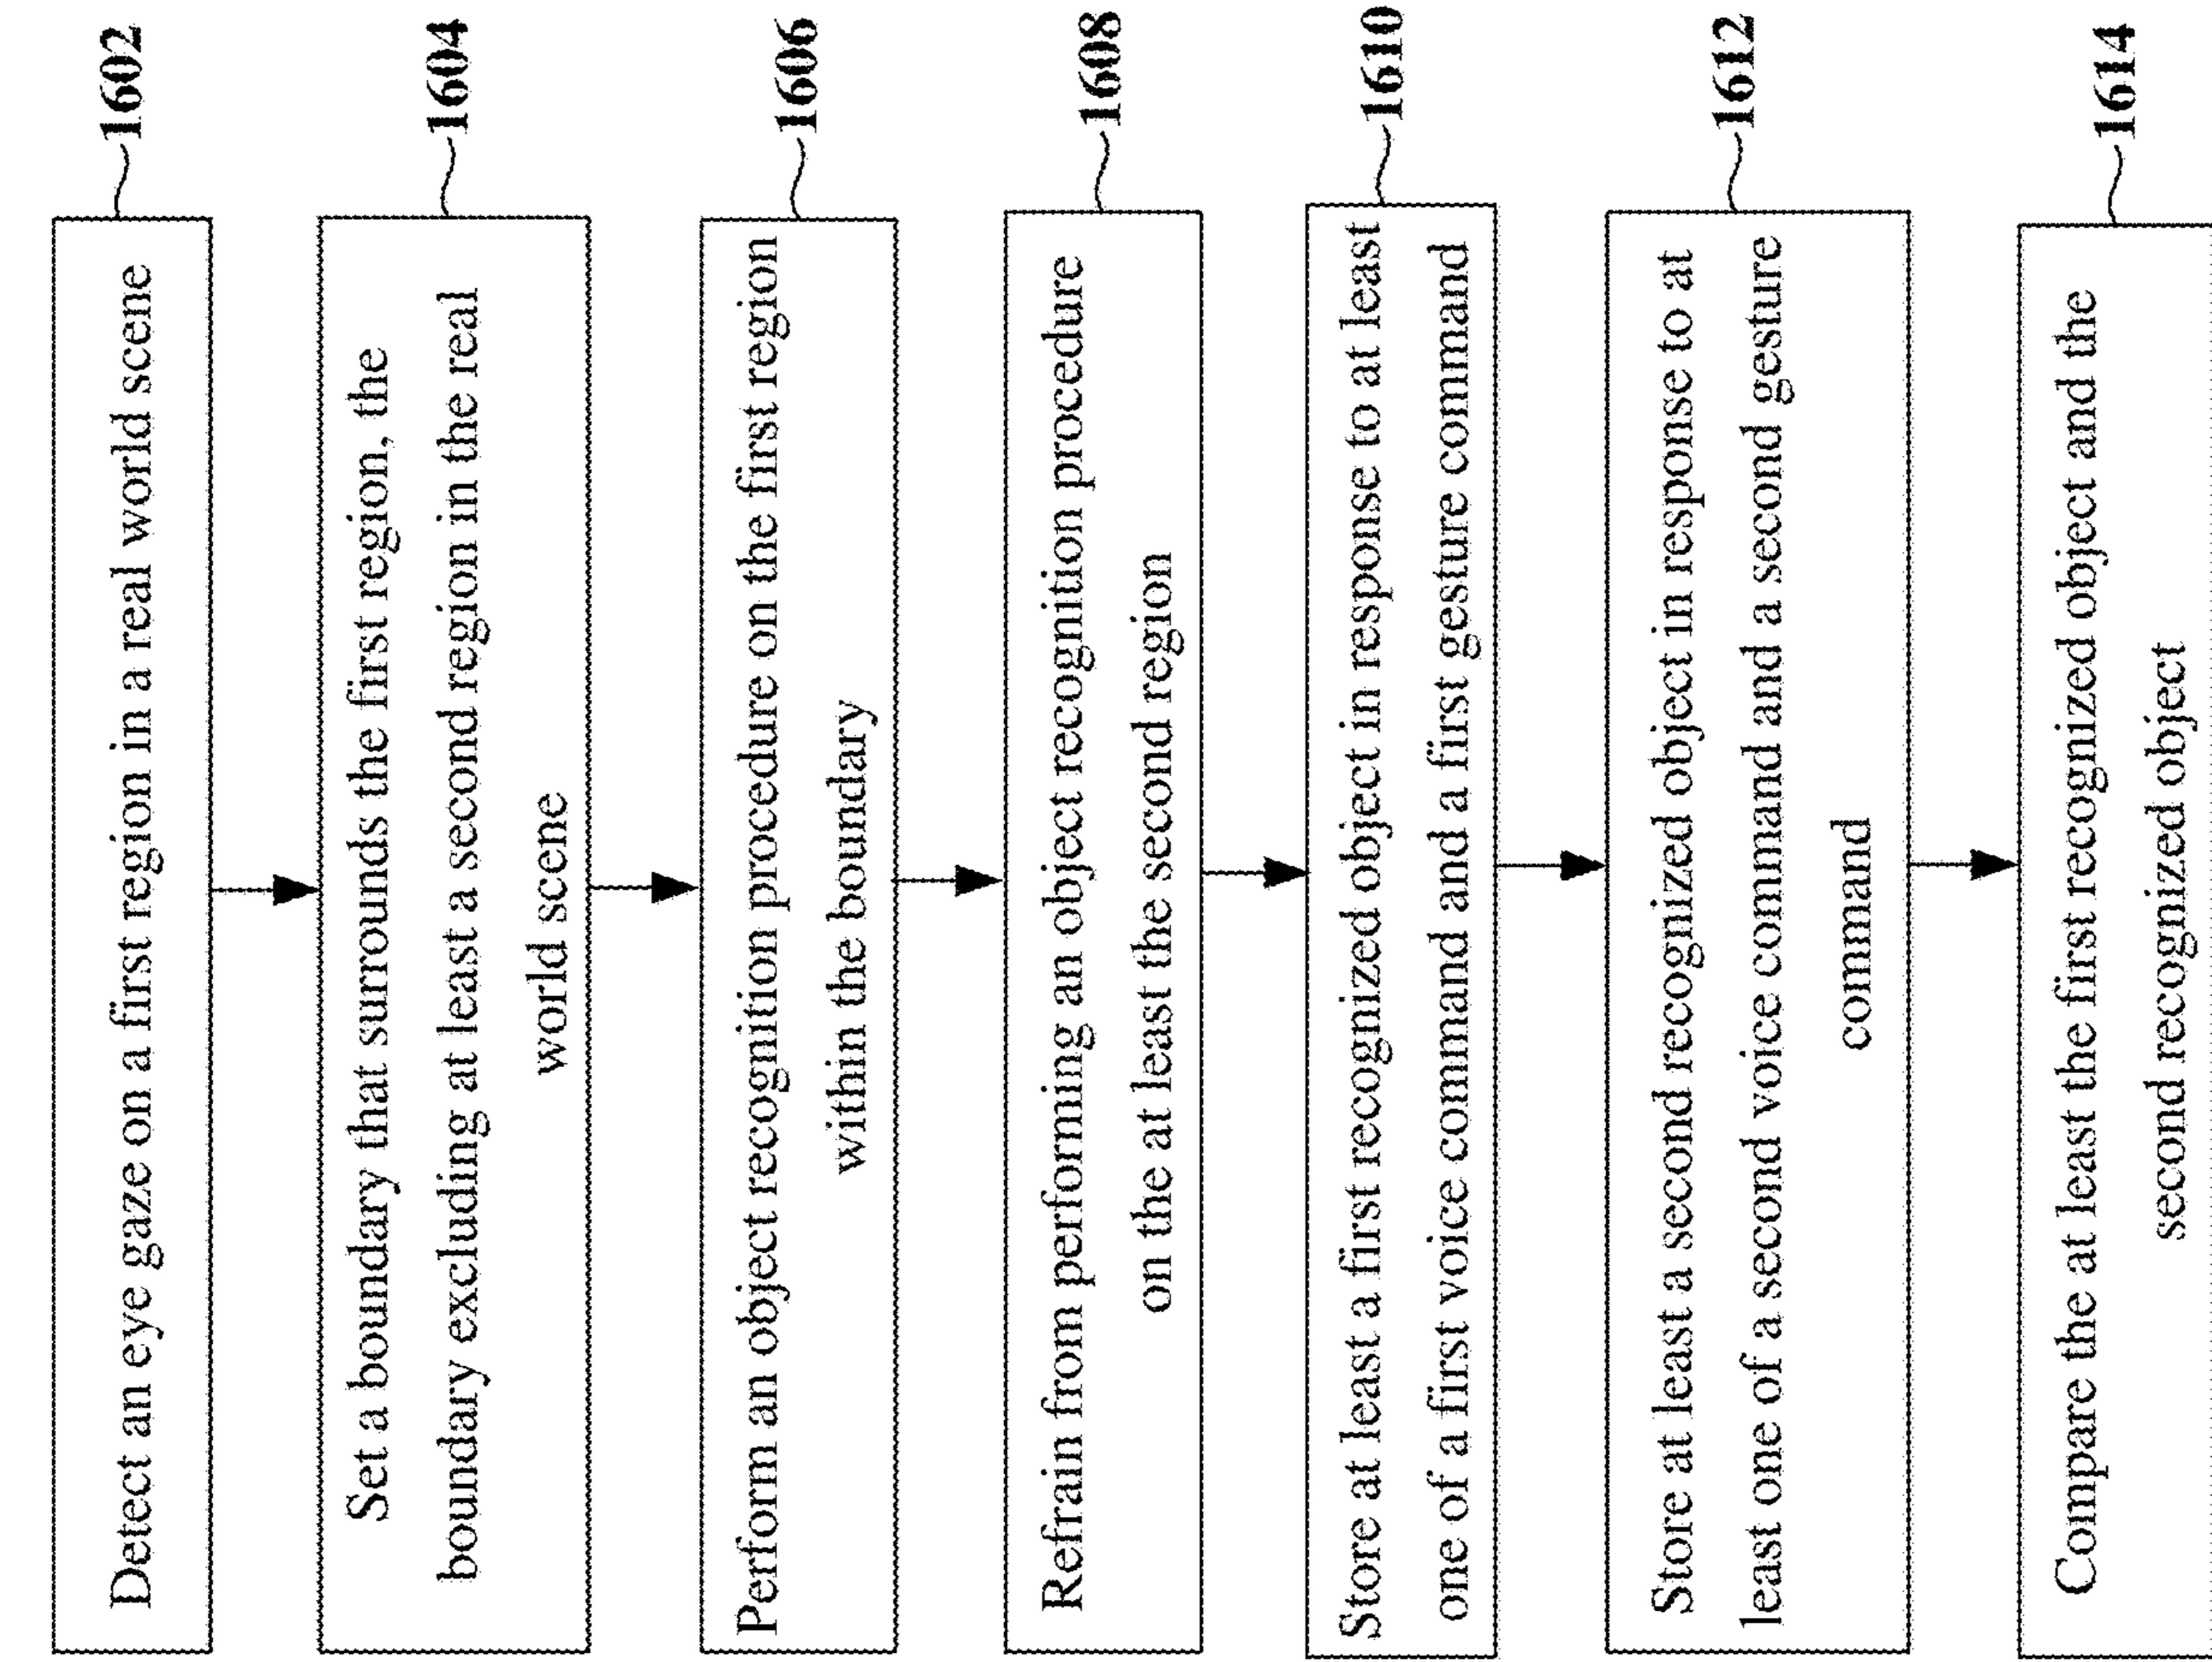 Detect an eye gaze on a first region in a real world scene
1602
Set a boundary that surrounds the first region, the
boundary excluding at least a second region in the real
world scene
1604
Perform an object recognition procedure on the first region
within the boundary
1606
Refrain from performing an object recognition procedure
on the at least the second region
1608
Store at least a first recognized object in response to at least
one of a first voice command and a first gesture command
1610
Store at least a second recognized object in response to at
least one of a second voice command and a second gesture
command
1612
Compare the at least the first recognized object and the
second recognized object
1614